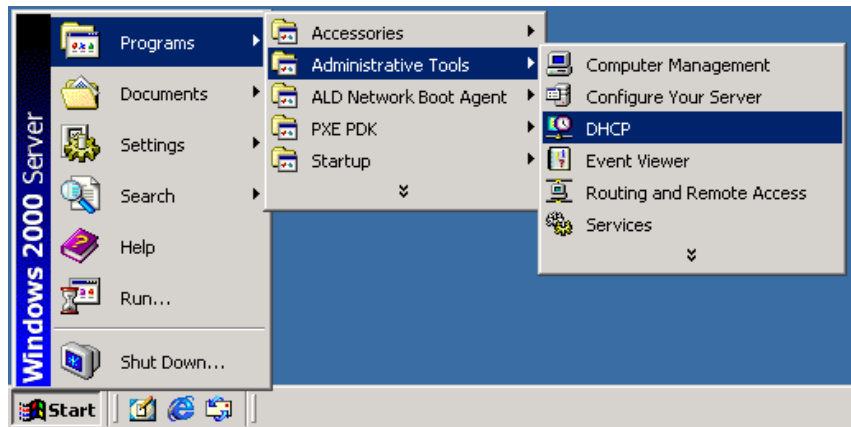 Windows 2000 Server
Programs
Documents
Settings
Search
Help
Run...
Shut Down...
Accessories
Administrative Tools
ALD Network Boot Agent
PXE PDK
Startup
Computer Management
Configure Your Server
DHCP
Event Viewer
Routing and Remote Access
Services
Start